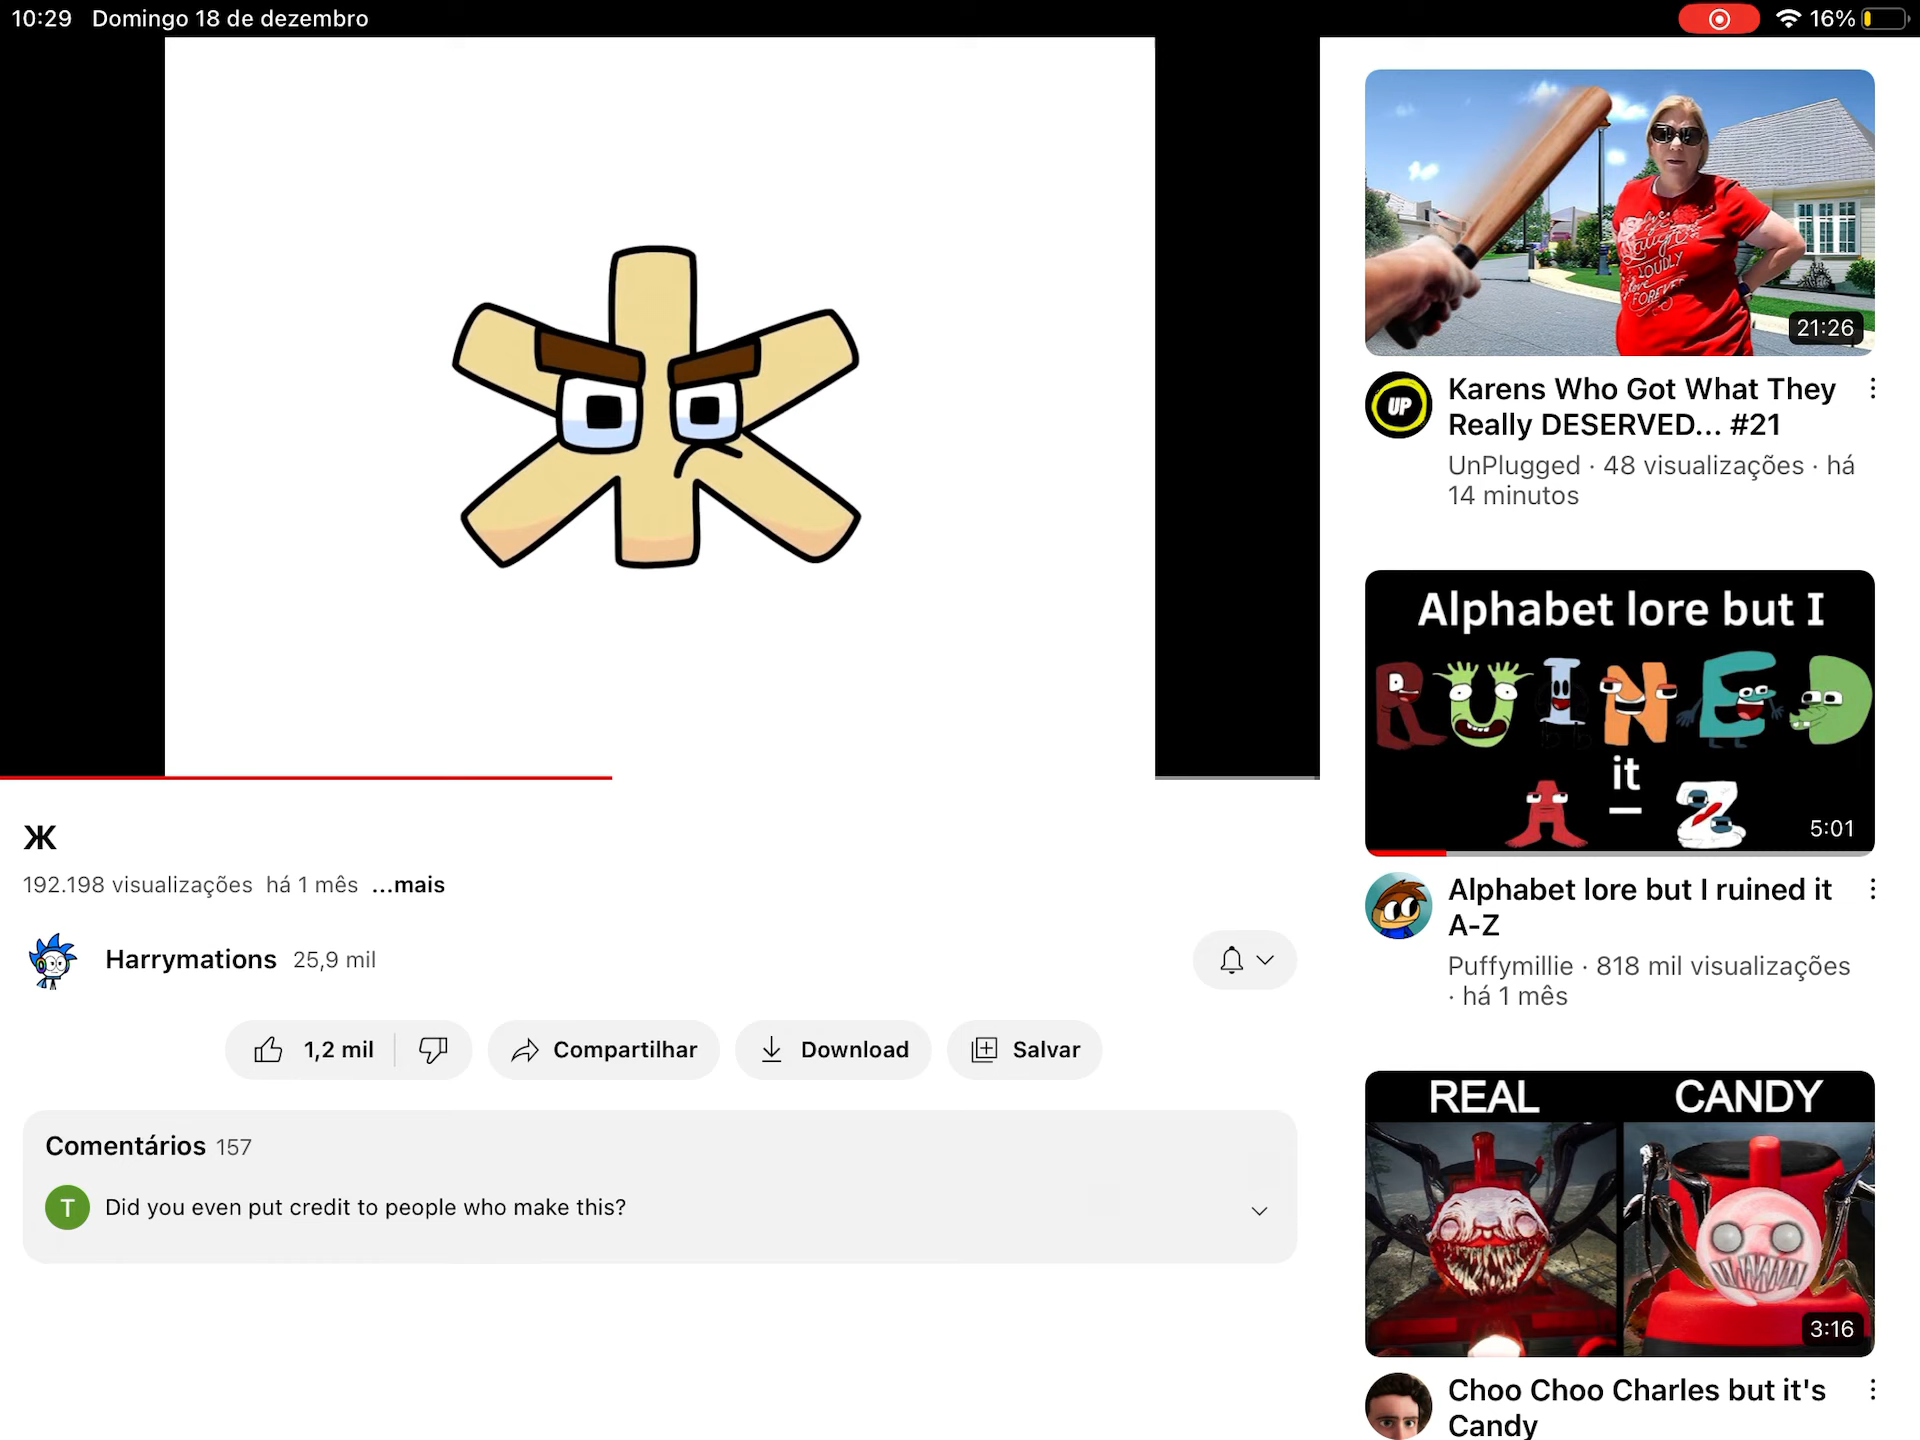 10:29 Domingo 18 de dezembro
16%
Ж
192.198 visualizações há 1 mês ...mais
Harrymations 25,9 mil
1,2 mil
Compartilhar
Download
Salvar
Comentários 157
T
Did you even put credit to people who make this?
LOUDLY
FOREVER
21:26
UP
Karens Who Got What They
Really DESERVED... #21
UnPlugged · 48 visualizações · há
14 minutos
Alphabet lore but I
RUINED
it
A – Z
5:01
Alphabet lore but I ruined it
A-Z
Puffymillie · 818 mil visualizações
· há 1 mês
REAL CANDY
3:16
Choo Choo Charles but it's
Candy